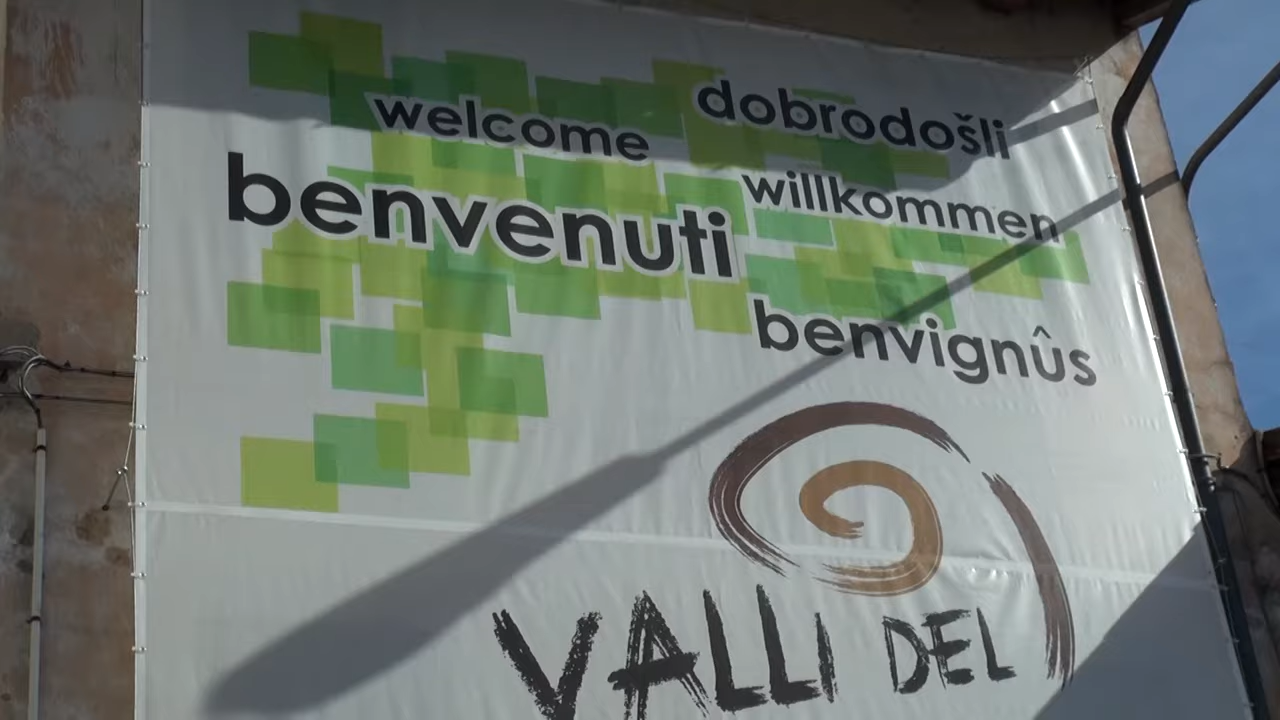 welcome
dobrodošli
benvenuti
willkommen
benvignûs
VALLI DEL